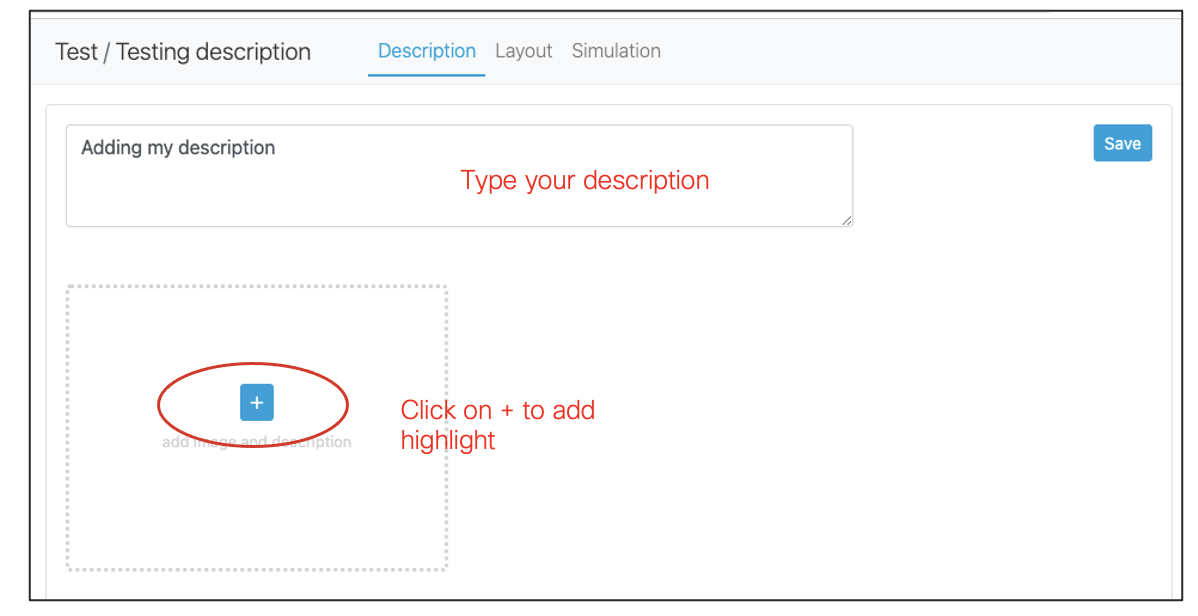 Test / Testing description
Description Layout Simulation
Adding my description
Save
Type your description
+
add image and description
Click on + to add
highlight